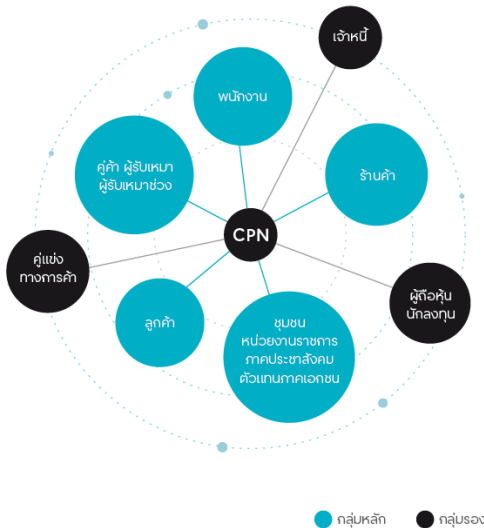 เจ้าหนี้
พนักงาน
คู่ค้า ผู้รับเหมา
ผู้รับเหมาช่วง
ร้านค้า
CPN
คู่แข่ง
ทางการค้า
ผู้ถือหุ้น
นักลงทุน
ลูกค้า
ชุมชน
หน่วยงานราชการ
ภาคประชาสังคม
ตัวแทนภาคเอกชน
กลุ่มหลัก
กลุ่มรอง